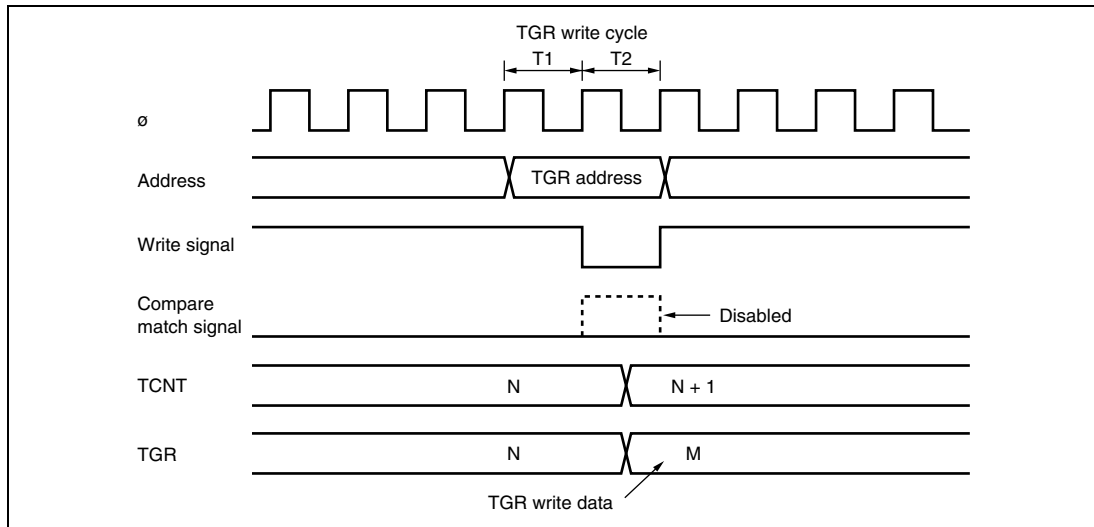 TGR write cycle
T1 T2
ø
Address TGR address
Write signal
Compare
match signal Disabled
TCNT N N + 1
TGR N M
TGR write data